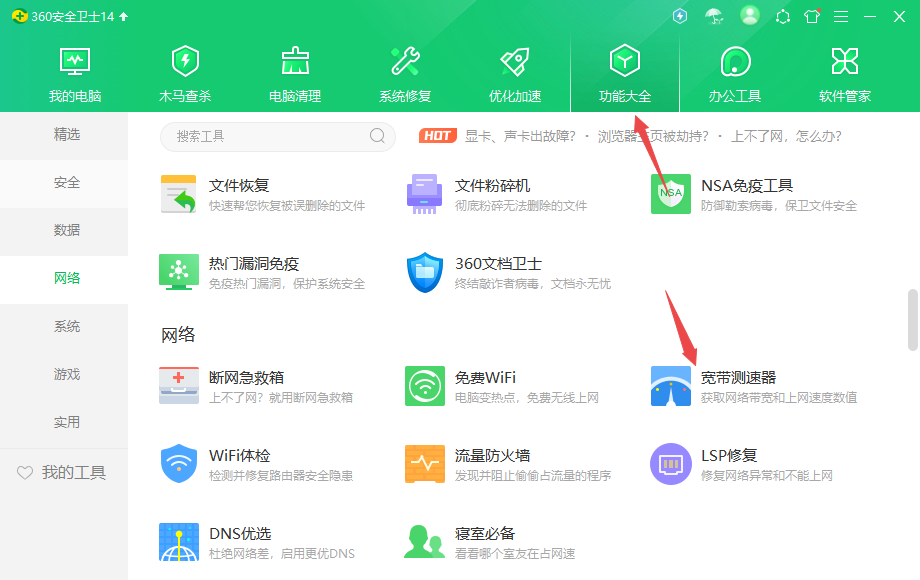 360安全卫士14
我的电脑
木马查杀
电脑清理
系统修复
优化加速
功能大全
办公工具
软件管家
精选
安全
数据
网络
系统
游戏
实用
我的工具
搜索工具
HOT 显卡、声卡出故障? · 浏览器主页被劫持? · 上不了网，怎么办?
文件恢复
快速帮您恢复被误删除的文件
文件粉碎机
彻底粉碎无法删除的文件
NSA
NSA免疫工具
防御勒索病毒，保卫文件安全
热门漏洞免疫
免疫热门漏洞，保护系统安全
360文档卫士
终结敲诈者病毒，文档永无忧
网络
断网急救箱
上不了网? 就用断网急救箱
免费WiFi
电脑变热点，免费无线上网
宽带测速器
获取网络带宽和上网速度数值
WiFi体检
检测并修复路由器安全隐患
流量防火墙
发现并阻止偷偷占流量的程序
LSP修复
修复网络异常和不能上网
DNS优选
杜绝网络差，启用更优DNS
寝室必备
看看哪个室友在占网速